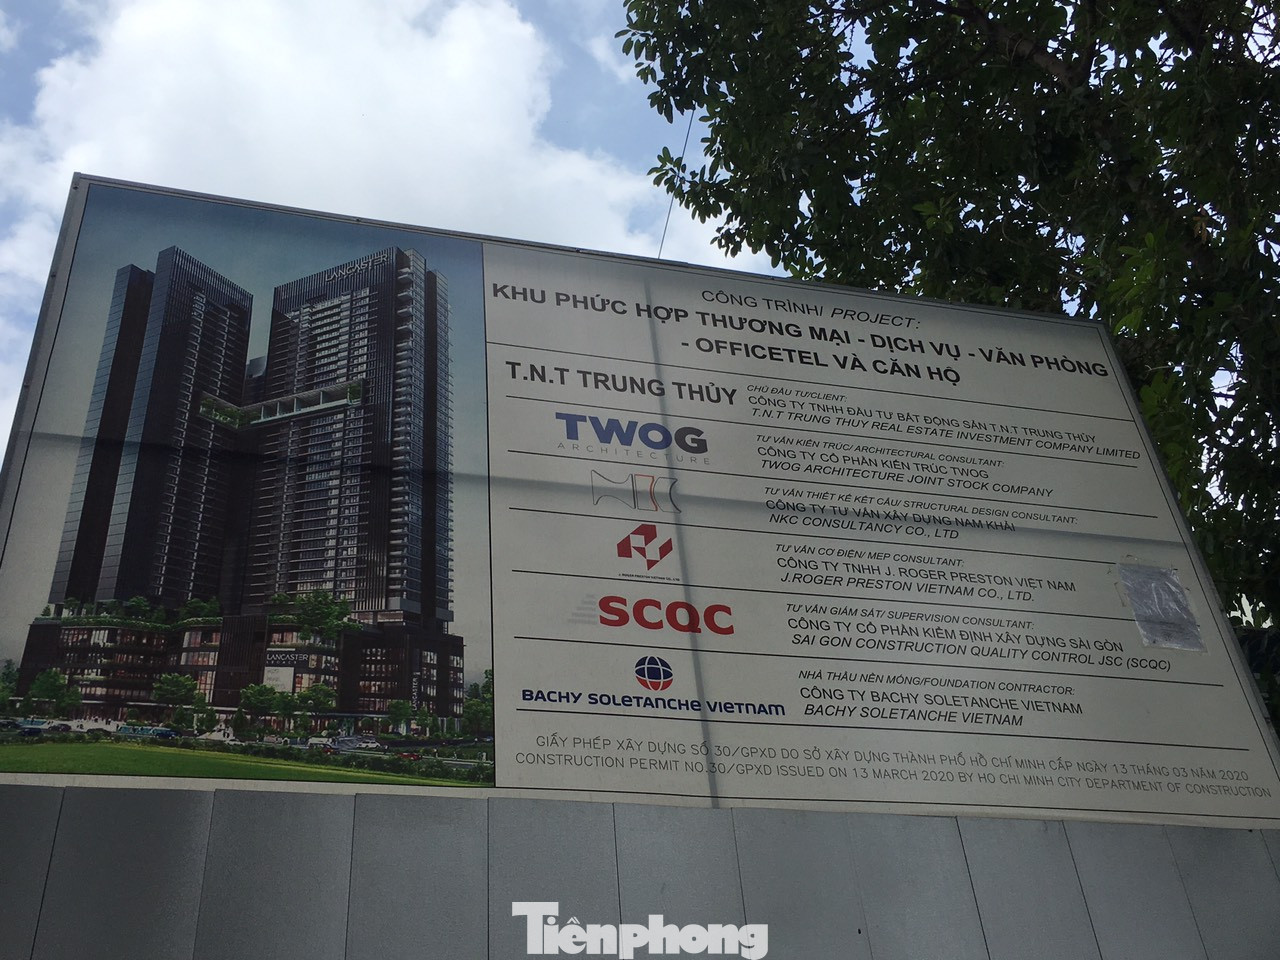 LANCASTER
LANCASTER
LEGACY
CÔNG TRÌNH/ PROJECT:
KHU PHỨC HỢP THƯƠNG MẠI - DỊCH VỤ - VĂN PHÒNG
- OFFICETEL VÀ CĂN HỘ
T.N.T TRUNG THỦY
CHỦ ĐẦU TƯ/CLIENT:
CÔNG TY TNHH ĐẦU TƯ BẤT ĐỘNG SẢN T.N.T TRUNG THỦY
T.N.T TRUNG THUY REAL ESTATE INVESTMENT COMPANY LIMITED
TWOG
ARCHITECTURE
TƯ VẤN KIẾN TRÚC/ ARCHITECTURAL CONSULTANT:
CÔNG TY CỔ PHẦN KIẾN TRÚC TWOG
TWOG ARCHITECTURE JOINT STOCK COMPANY
TƯ VẤN THIẾT KẾ KẾT CẤU/ STRUCTURAL DESIGN CONSULTANT:
CÔNG TY TƯ VẤN XÂY DỰNG NAM KHẢI
NKC CONSULTANCY CO., LTD
J. ROGER PRESTON VIETNAM CO., LTD
TƯ VẤN CƠ ĐIỆN/ MEP CONSULTANT:
CÔNG TY TNHH J. ROGER PRESTON VIỆT NAM
J.ROGER PRESTON VIETNAM CO., LTD.
SCQC
TƯ VẤN GIÁM SÁT/ SUPERVISION CONSULTANT:
CÔNG TY CỔ PHẦN KIỂM ĐỊNH XÂY DỰNG SÀI GÒN
SAI GON CONSTRUCTION QUALITY CONTROL JSC (SCQC)
BACHY SOLETANCHE VIETNAM
NHÀ THẦU NỀN MÓNG/FOUNDATION CONTRACTOR:
CÔNG TY BACHY SOLETANCHE VIETNAM
BACHY SOLETANCHE VIETNAM
GIẤY PHÉP XÂY DỰNG SỐ 30/GPXD DO SỞ XÂY DỰNG THÀNH PHỐ HỒ CHÍ MINH CẤP NGÀY 13 THÁNG 03 NĂM 2020
CONSTRUCTION PERMIT NO.30/GPXD ISSUED ON 13 MARCH 2020 BY HO CHI MINH CITY DEPARTMENT OF CONSTRUCTION
Tiềnphong